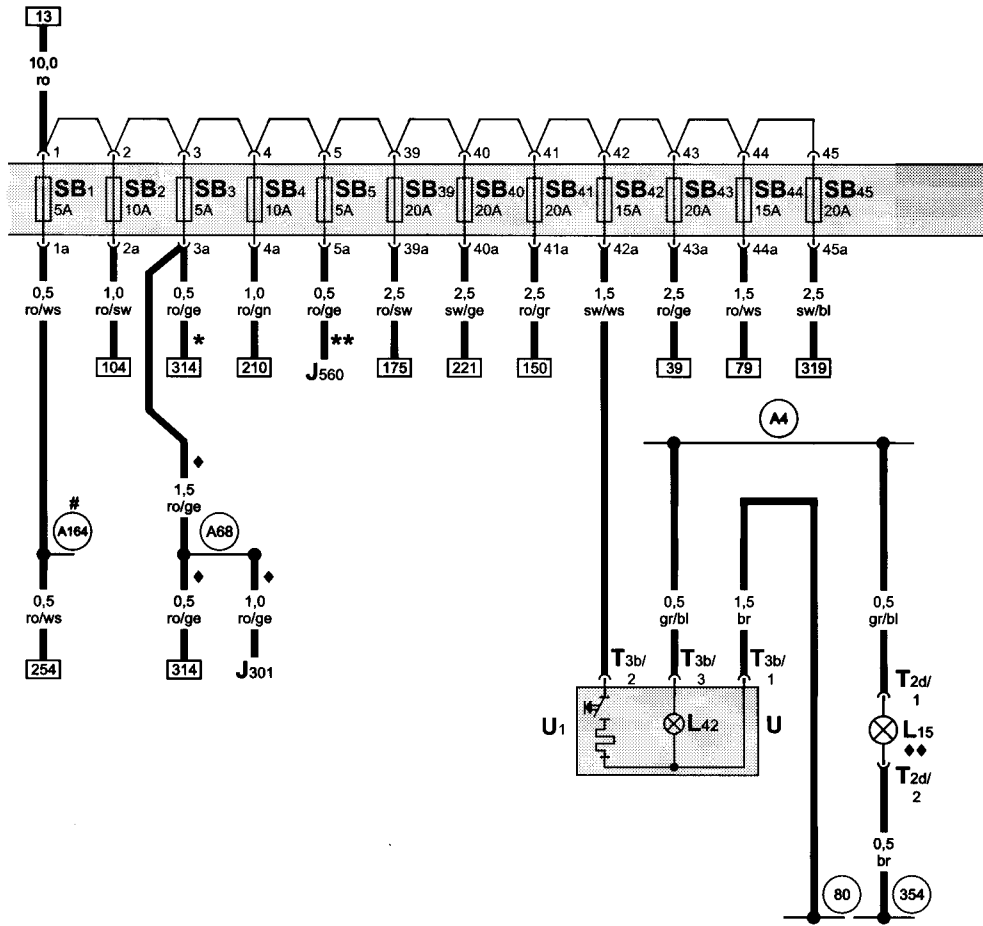 13
10,0
ro
1 2 3 4 5 39 40 41 42 43 44 45
SB1 SB2 SB3 SB4 SB5 SB39 SB40 SB41 SB42 SB43 SB44 SB45
5A 10A 5A 10A 5A 20A 20A 20A 15A 20A 15A 20A
1a 2a 3a 4a 5a 39a 40a 41a 42a 43a 44a 45a
0,5 1,0 0,5 1,0 0,5 2,5 2,5 2,5 1,5 2,5 1,5 2,5
ro/ws ro/sw ro/ge ro/gn ro/ge ro/sw sw/ge ro/gr sw/ws ro/ge ro/ws sw/bl
* **
104 314 210 J560 175 221 150 39 79 319
A4
♦
1,5
ro/ge
#
A164 A68
♦ ♦
0,5 0,5 1,0 0,5 1,5 0,5
ro/ws ro/ge ro/ge gr/bl br gr/bl
254 314 J301
T3b/2 T3b/3 T3b/1
T2d/1
U1 L42 U L15
♦♦
T2d/2
0,5
br
80 354